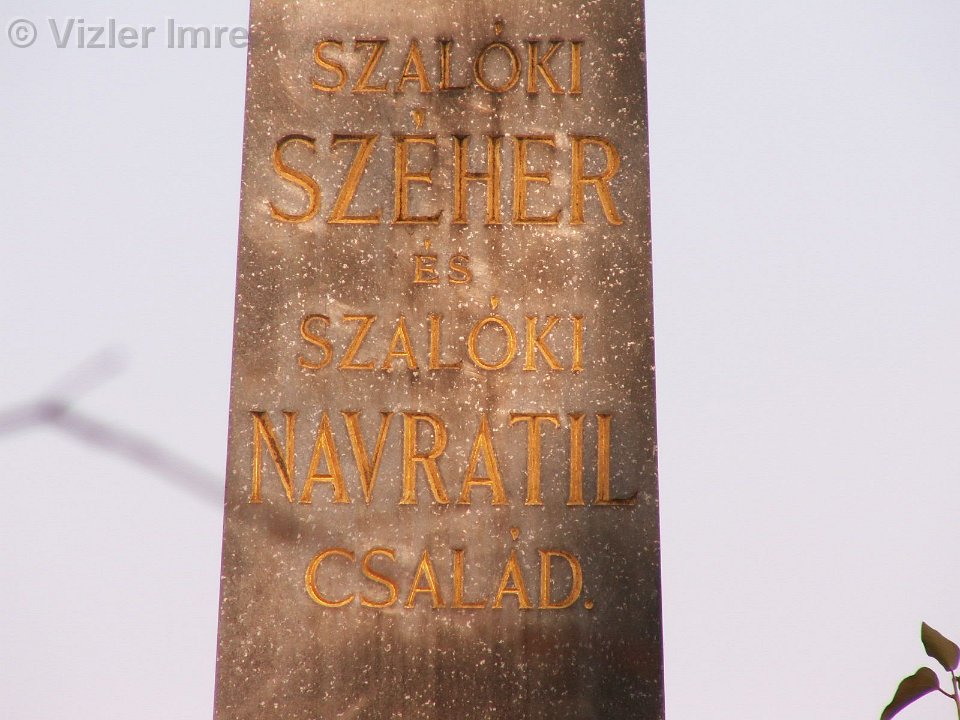 © Vizler Imre
SZALÓKI
SZÉHER
ÉS
SZALÓKI
NAVRATIL
CSALÁD.